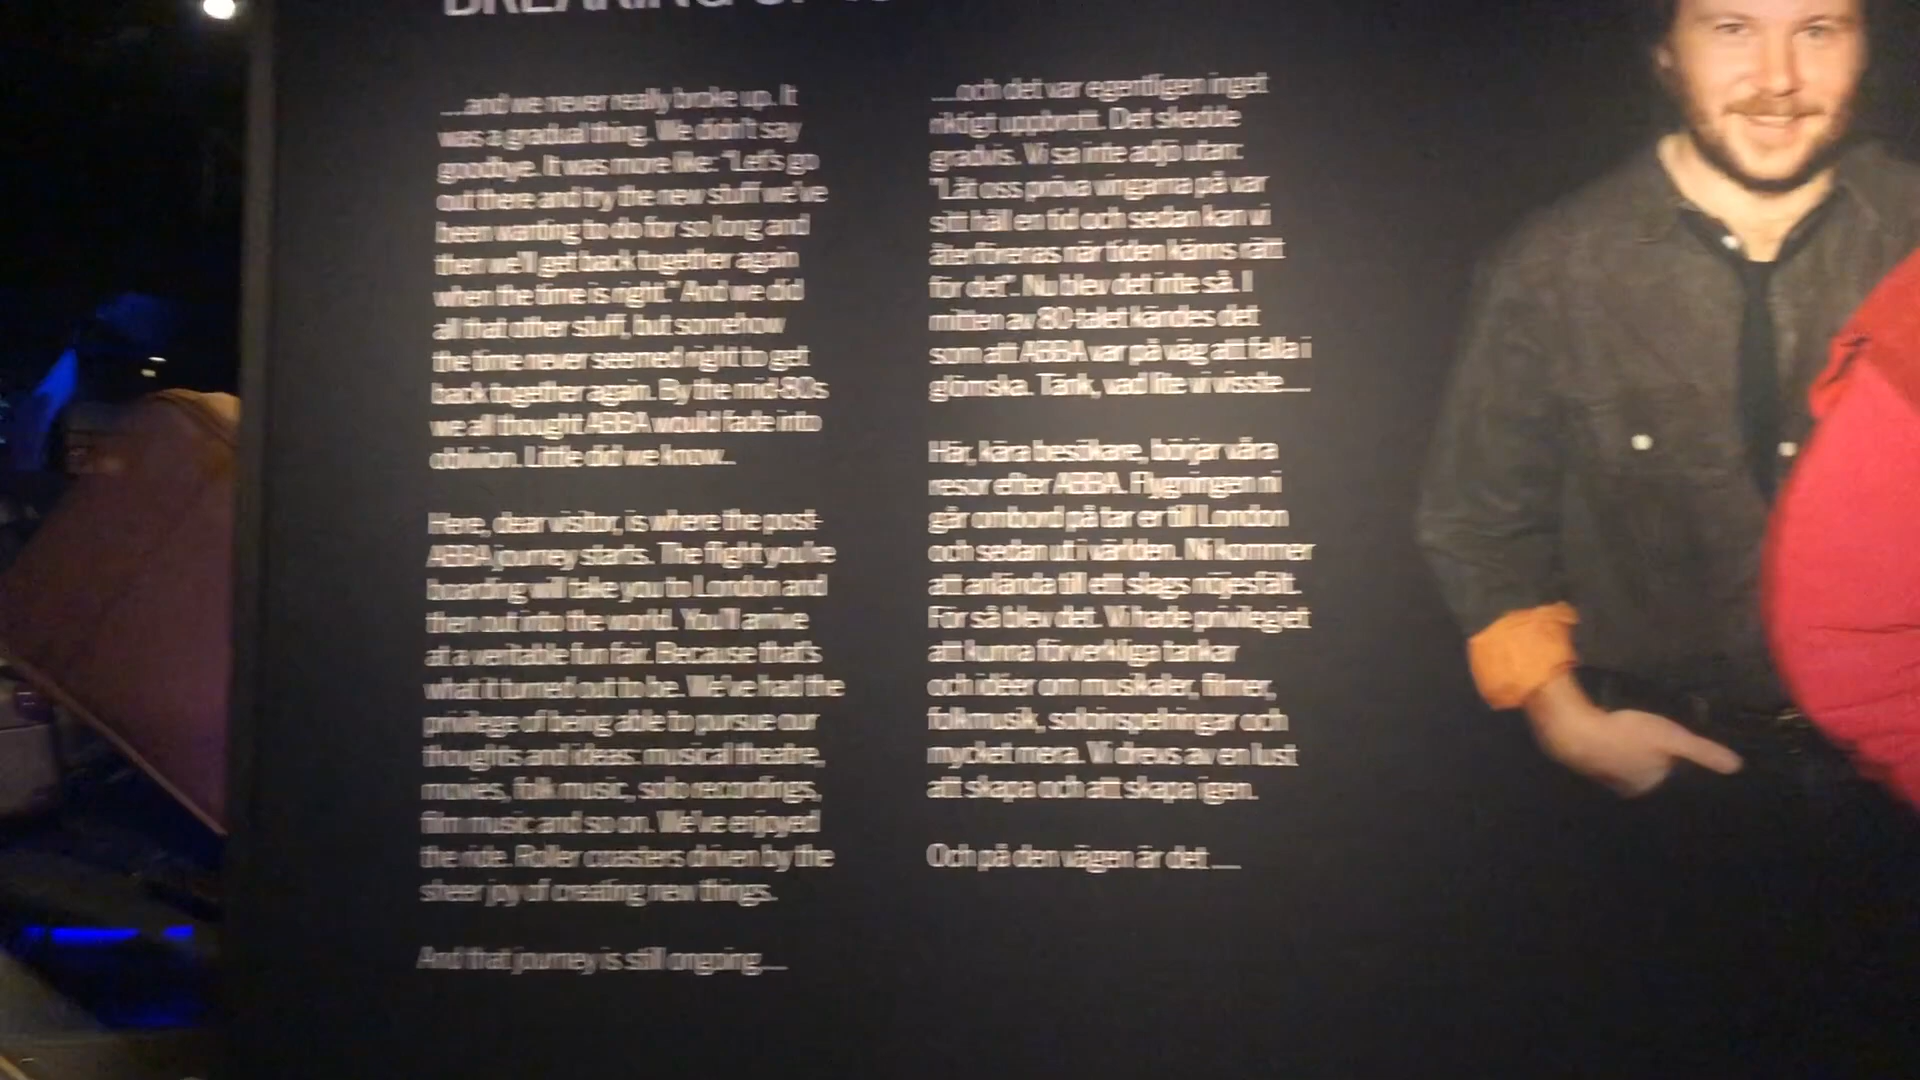 BREAKING UP
....and we never really broke up. It
was a gradual thing. We didn't say
goodbye. It was more like: "Let's go
out there and try the new stuff we've
been wanting to do for so long and
then we'll get back together again
when the time is right." And we did
all that other stuff, but somehow
the time never seemed right to get
back together again. By the mid-80s
we all thought ABBA would fade into
oblivion. Little did we know...
Here, dear visitor, is where the post-
ABBA journey starts. The flight you're
boarding will take you to London and
then out into the world. You'll arrive
at a veritable fun fair. Because that's
what it turned out to be. We've had the
privilege of being able to pursue our
thoughts and ideas: musical theatre,
movies, folk music, solo recordings,
film music and so on. We've enjoyed
the ride. Roller coasters driven by the
sheer joy of creating new things.
And that journey is still ongoing.....
....och det var egentligen inget
riktigt uppbrott. Det skedde
gradvis. Vi sa inte adjö utan:
"Låt oss pröva vingarna på var
sitt håll en tid och sedan kan vi
återförenas när tiden känns rätt
för det". Nu blev det inte så. I
mitten av 80-talet kändes det
som att ABBA var på väg att falla i
glömska. Tänk, vad lite vi visste.....
Här, kära besökare, börjar våra
resor efter ABBA. Flygningen ni
går ombord på tar er till London
och sedan ut i världen. Ni kommer
att anlända till ett slags nöjesfält.
För så blev det. Vi hade privilegiet
att kunna förverkliga tankar
och idéer om musikaler, filmer,
folkmusik, soloinspelningar och
mycket mera. Vi drevs av en lust
att skapa och att skapa igen.
Och på den vägen är det.....